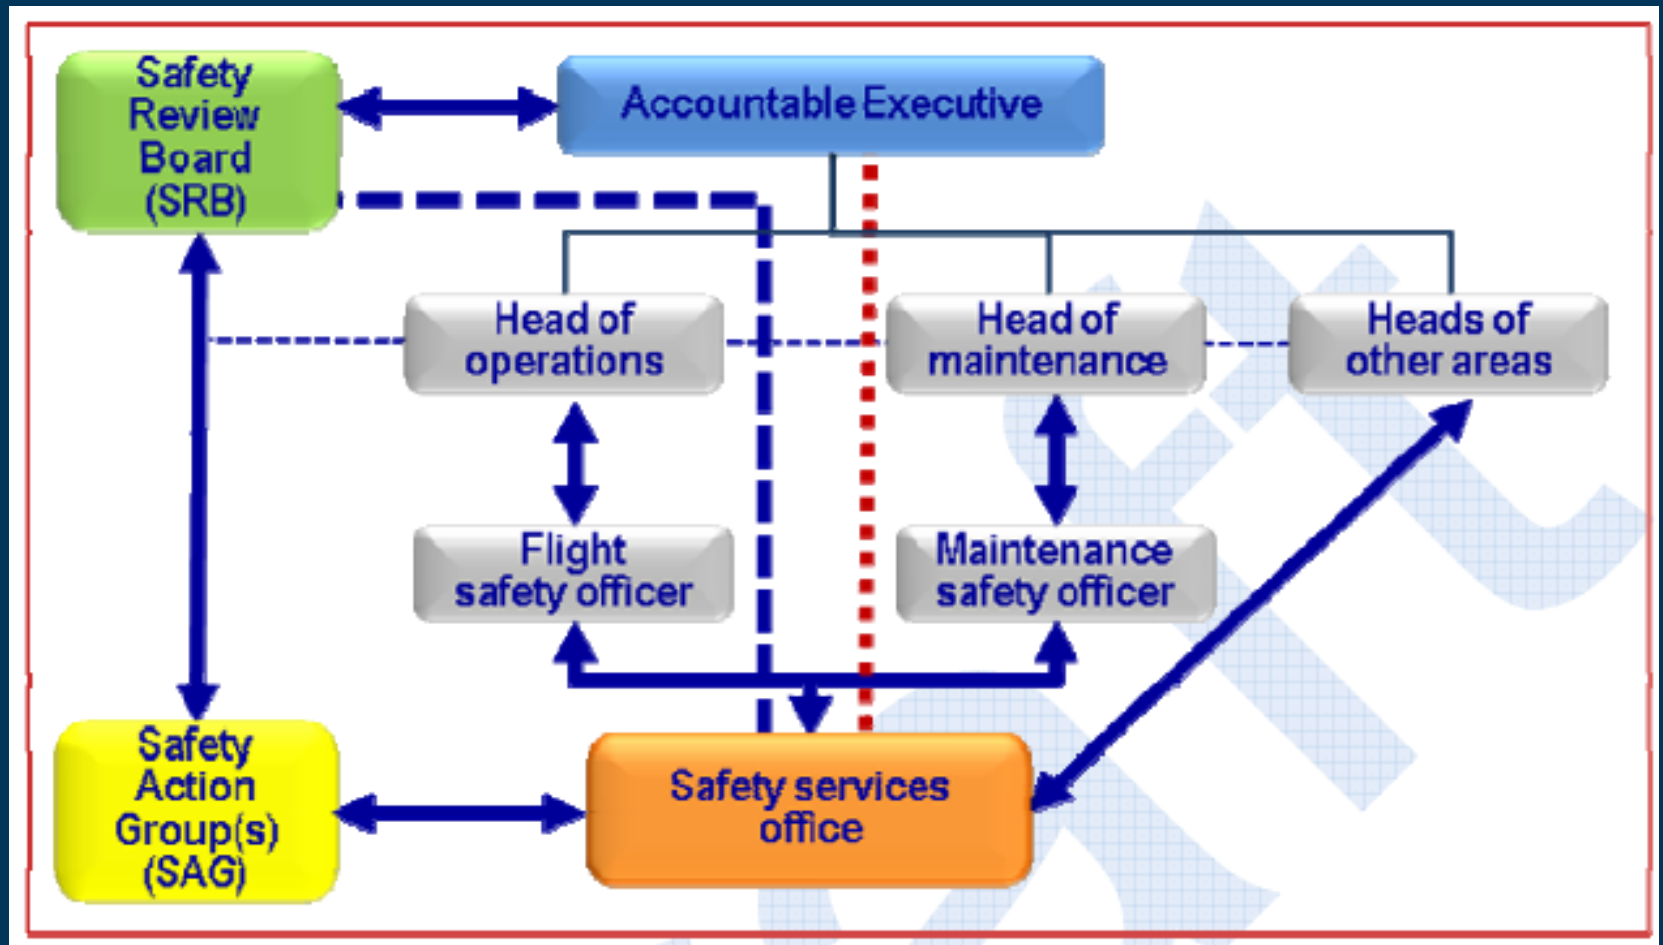 Safety
Review
Board
(SRB)
Accountable Executive
Head of
operations
Head of
maintenance
Heads of
other areas
Flight
safety officer
Maintenance
safety officer
Safety
Action
Group(s)
(SAG)
Safety services
office